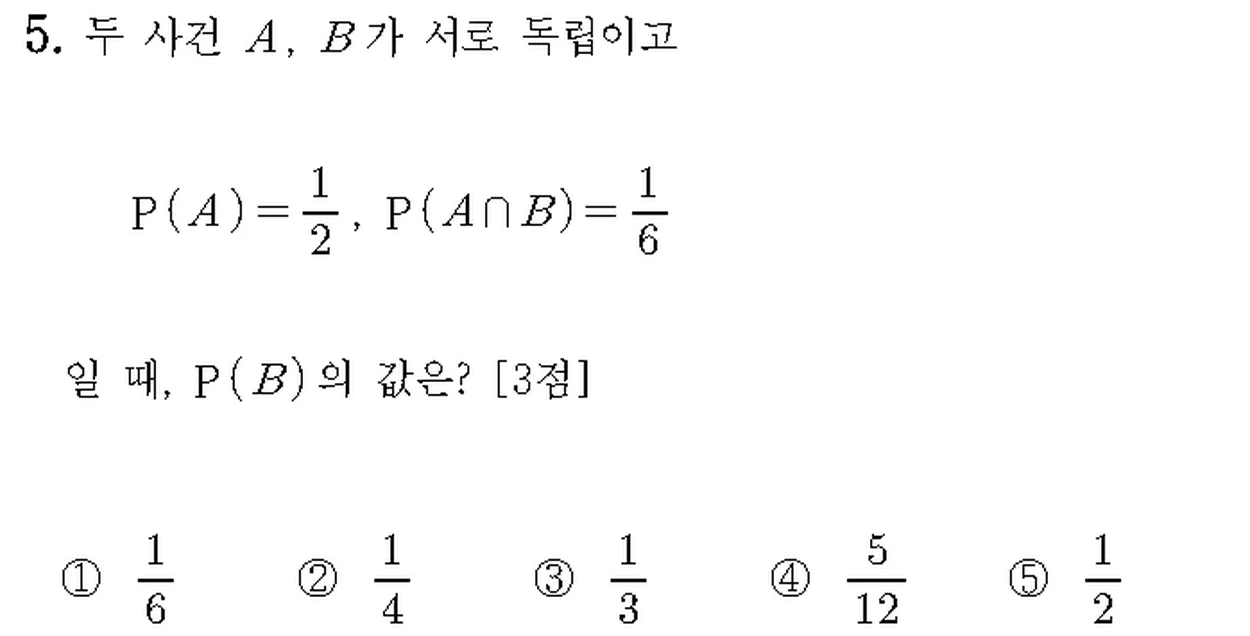 5. 두 사건 A, B가 서로 독립이고
P(A)=1/2, P(A∩B)=1/6
일 때, P(B)의 값은? [3점]
① 1/6 ② 1/4 ③ 1/3 ④ 5/12 ⑤ 1/2